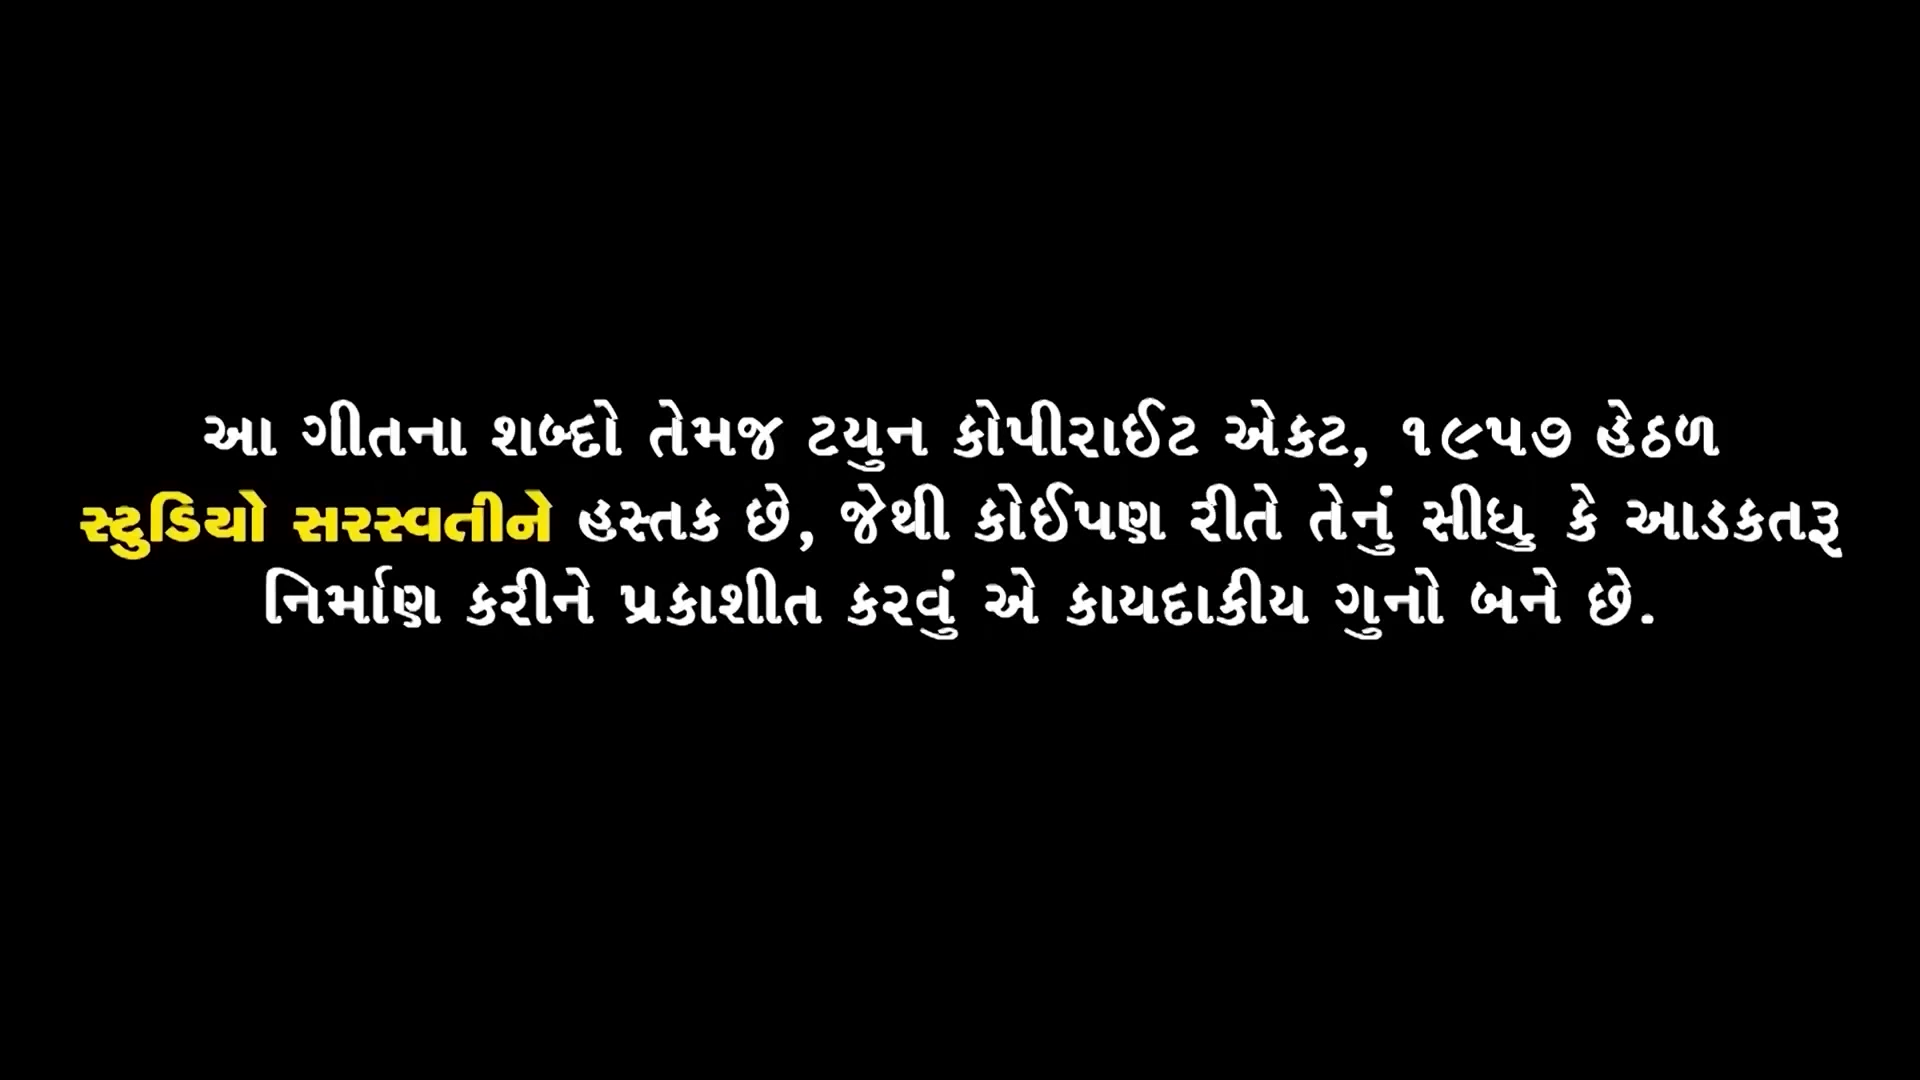 આ ગીતના શબ્દો તેમજ ટયુન કોપીરાઈટ એકટ, ૧૯૫૭ હેઠળ
સ્ટુડિયો સરસ્વતીને હસ્તક છે, જેથી કોઈપણ રીતે તેનું સીધુ કે આડકતરૂ
નિર્માણ કરીને પ્રકાશીત કરવું એ કાયદાકીય ગુનો બને છે.